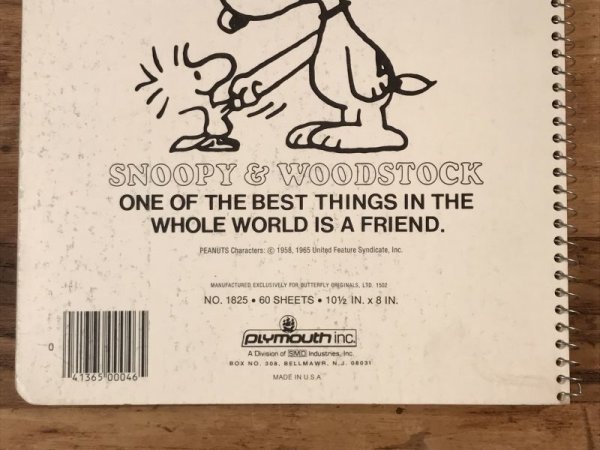 SNOOPY & WOODSTOCK
ONE OF THE BEST THINGS IN THE
WHOLE WORLD IS A FRIEND.
PEANUTS Characters: © 1958, 1965 United Feature Syndicate, Inc.
MANUFACTURED EXCLUSIVELY FOR BUTTERFLY ORIGINALS, LTD. 1502
NO. 1825 • 60 SHEETS • 10½ IN. x 8 IN.
plymouth inc.
A Division of SMD Industries, Inc.
BOX NO. 308, BELLMAWR, N.J. 08031
MADE IN U.S.A.
0
41365 00046